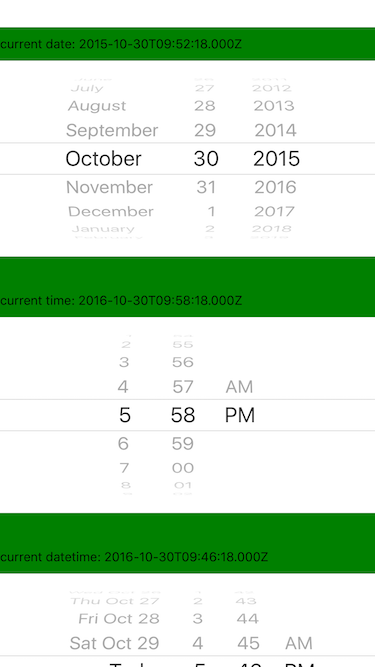 current date: 2015-10-30T09:52:18.000Z
July 27 2012
August 28 2013
September 29 2014
October 30 2015
November 31 2016
December 1 2017
January 2 2018
current time: 2016-10-30T09:58:18.000Z
2 55
3 56
4 57 AM
5 58 PM
6 59
7 00
8 01
current datetime: 2016-10-30T09:46:18.000Z
Thu Oct 27 2 43
Fri Oct 28 3 44
Sat Oct 29 4 45 AM